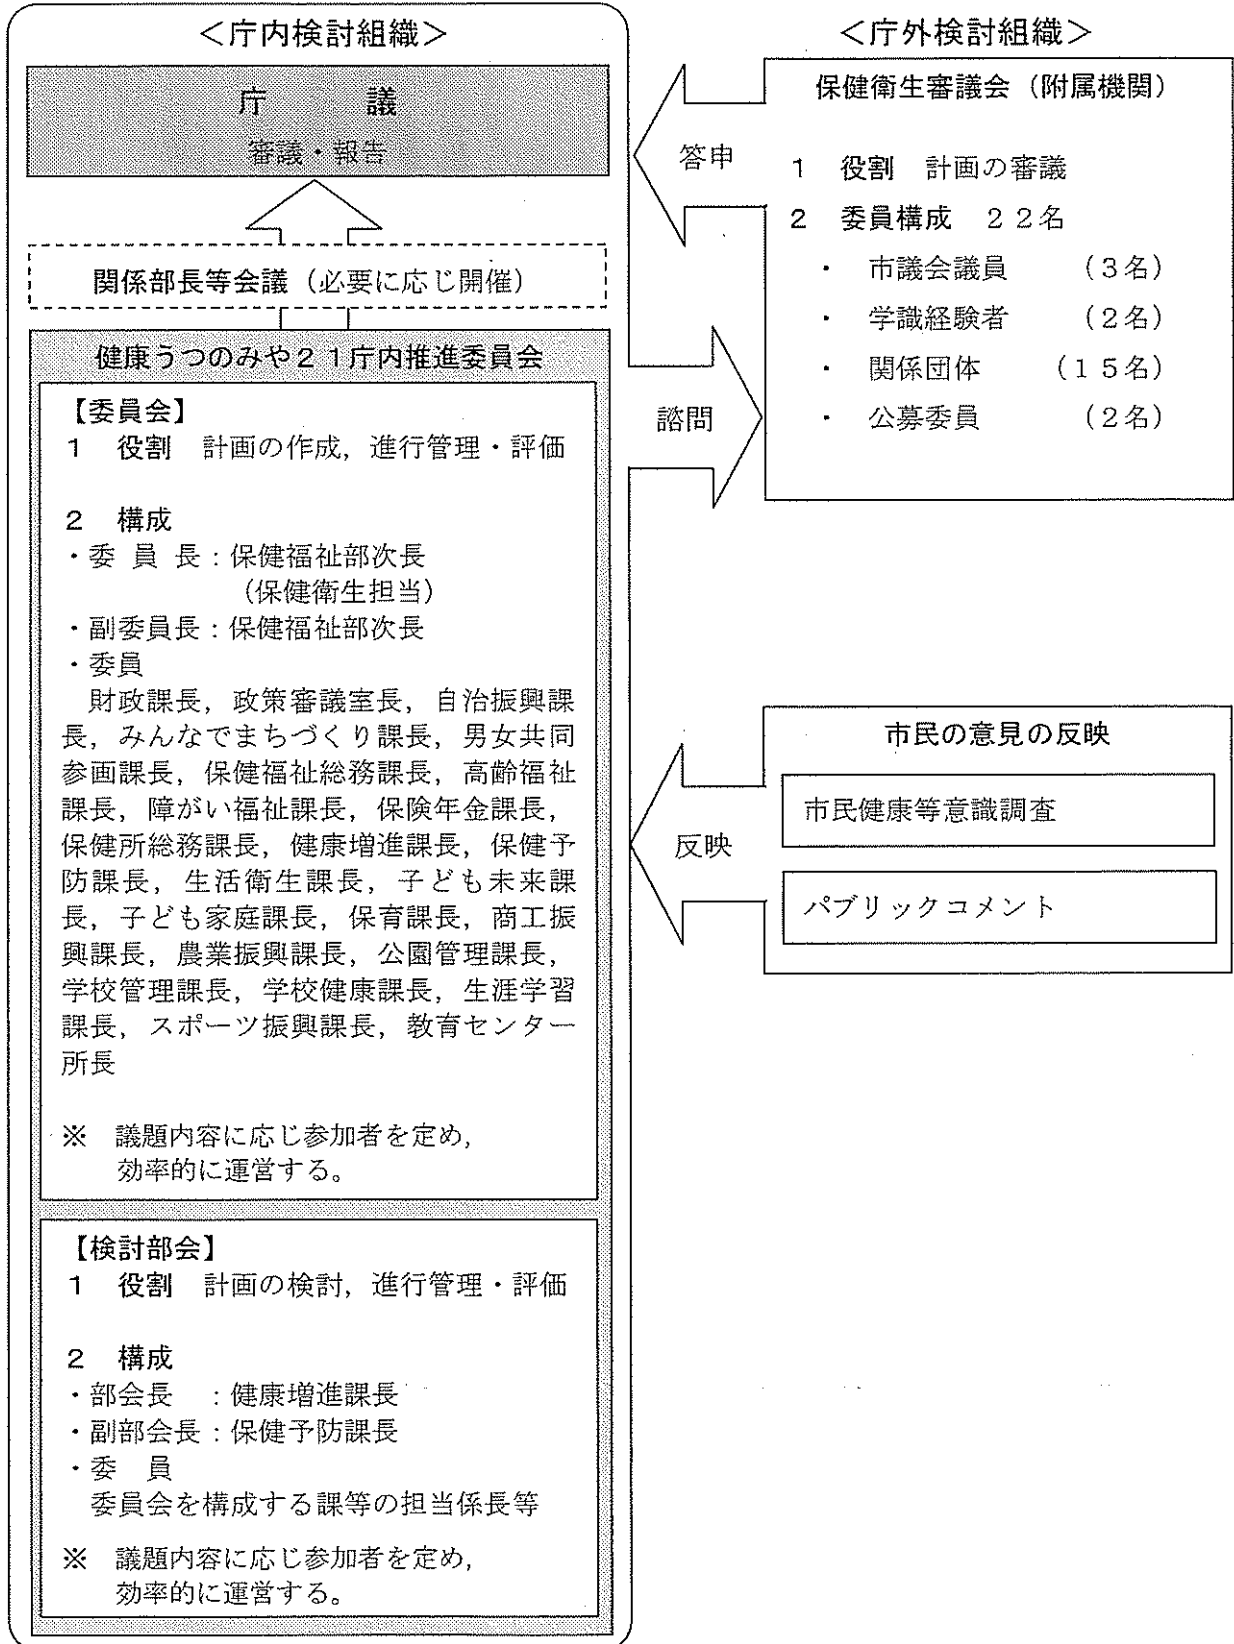 ＜庁内検討組織＞
庁　議
審議・報告
関係部長等会議（必要に応じ開催）
健康うつのみや２１庁内推進委員会
【委員会】
１　役割　計画の作成，進行管理・評価
２　構成
・委 員 長：保健福祉部次長
（保健衛生担当）
・副委員長：保健福祉部次長
・委員
財政課長，政策審議室長，自治振興課
長，みんなでまちづくり課長，男女共同
参画課長，保健福祉総務課長，高齢福祉
課長，障がい福祉課長，保険年金課長，
保健所総務課長，健康増進課長，保健予
防課長，生活衛生課長，子ども未来課
長，子ども家庭課長，保育課長，商工振
興課長，農業振興課長，公園管理課長，
学校管理課長，学校健康課長，生涯学習
課長，スポーツ振興課長，教育センター
所長
※　議題内容に応じ参加者を定め，
効率的に運営する。
【検討部会】
１　役割　計画の検討，進行管理・評価
２　構成
・部会長　：健康増進課長
・副部会長：保健予防課長
・委　員
委員会を構成する課等の担当係長等
※　議題内容に応じ参加者を定め，
効率的に運営する。
＜庁外検討組織＞
答申
保健衛生審議会（附属機関）
１　役割　計画の審議
２　委員構成　２２名
・　市議会議員　（３名）
・　学識経験者　（２名）
・　関係団体　（１５名）
・　公募委員　（２名）
諮問
反映
市民の意見の反映
市民健康等意識調査
パブリックコメント